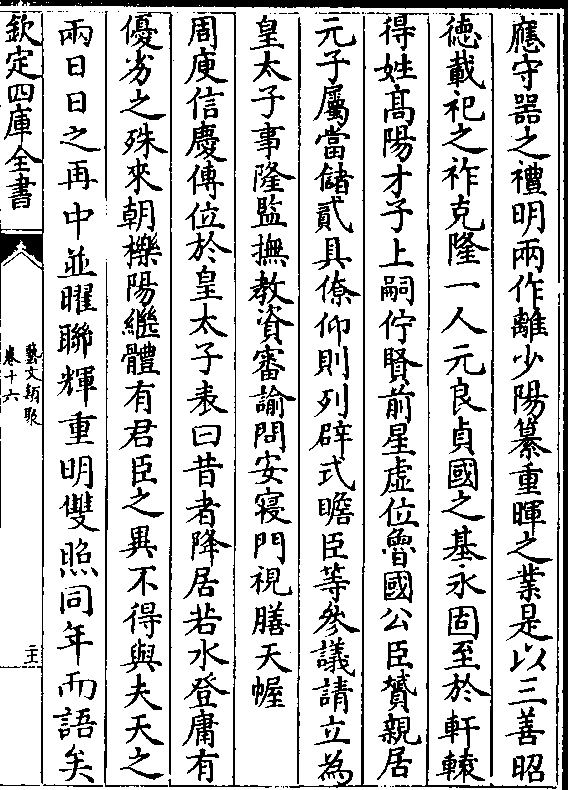 應守器之禮明兩作離少陽纂重暉之業是以三善昭
德載祀之祚克隆一人元良貞國之基永固至於軒轅
得姓髙陽才子上嗣佇賢前星虚位魯國公臣贇親居
元子屬當儲貳具僚仰則列辟式瞻臣等參議請立為
皇太子事隆監撫教資審諭問安寢門視膳天幄
周庾信慶傳位於皇太子表曰昔者降居若水登庸有
優劣之殊來朝櫟陽繼體有君臣之異不得與夫天之
兩日日之再中並曜聯輝重明雙照同年而語矣
欽定四庫全書
藝文類聚
卷十六